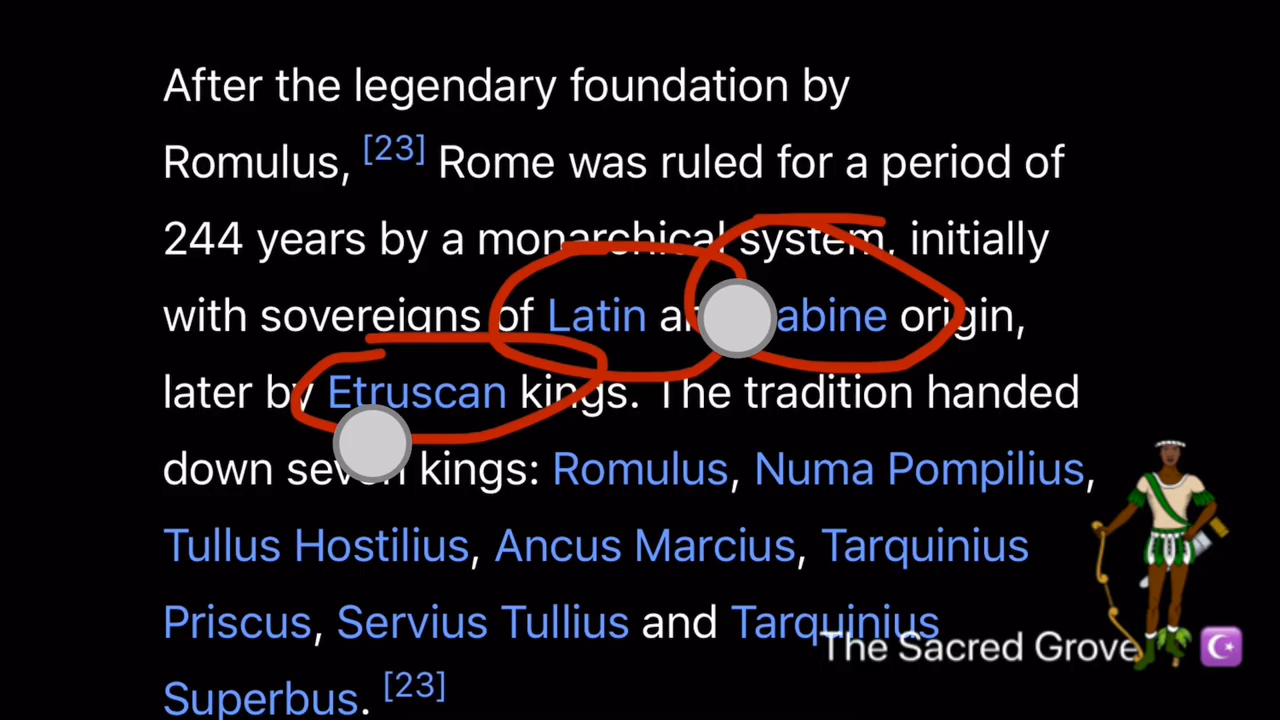 After the legendary foundation by
Romulus, [23] Rome was ruled for a period of
244 years by a monarchical system, initially
with sovereigns of Latin abine origin,
later by Etruscan kings. The tradition handed
down seven kings: Romulus, Numa Pompilius,
Tullus Hostilius, Ancus Marcius, Tarquinius
Priscus, Servius Tullius and Tarquinius
Superbus. [23]
The Sacred Grove